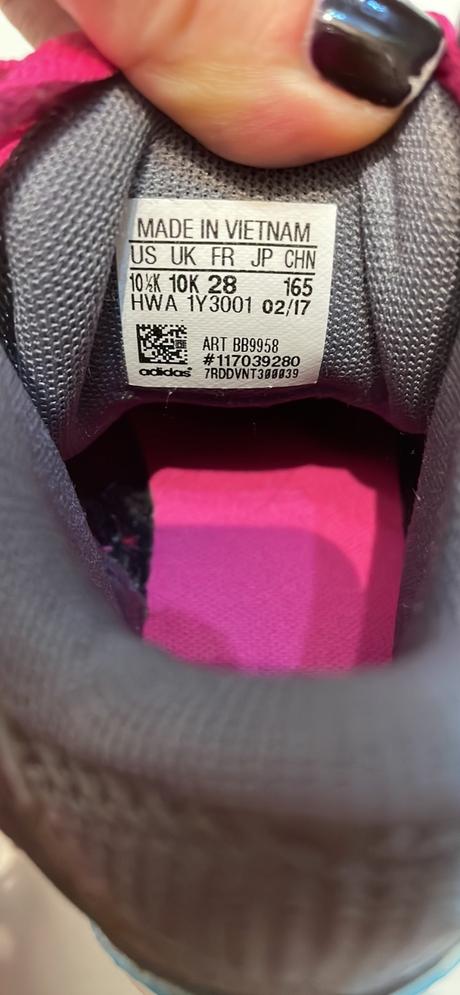 MADE IN VIETNAM
US UK FR JP CHN
10½K 10K 28 165
HWA 1Y3001 02/17
ART BB9958
#117039280
adidas 7RDDVNT300039